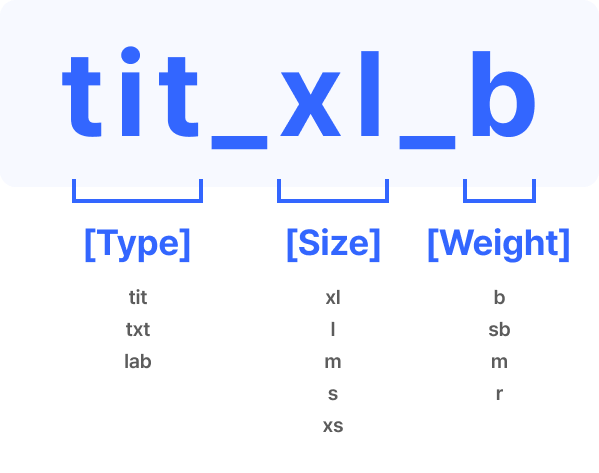 tit_xl_b
[Type] [Size] [Weight]
tit xl b
txt l sb
lab m m
s r
xs